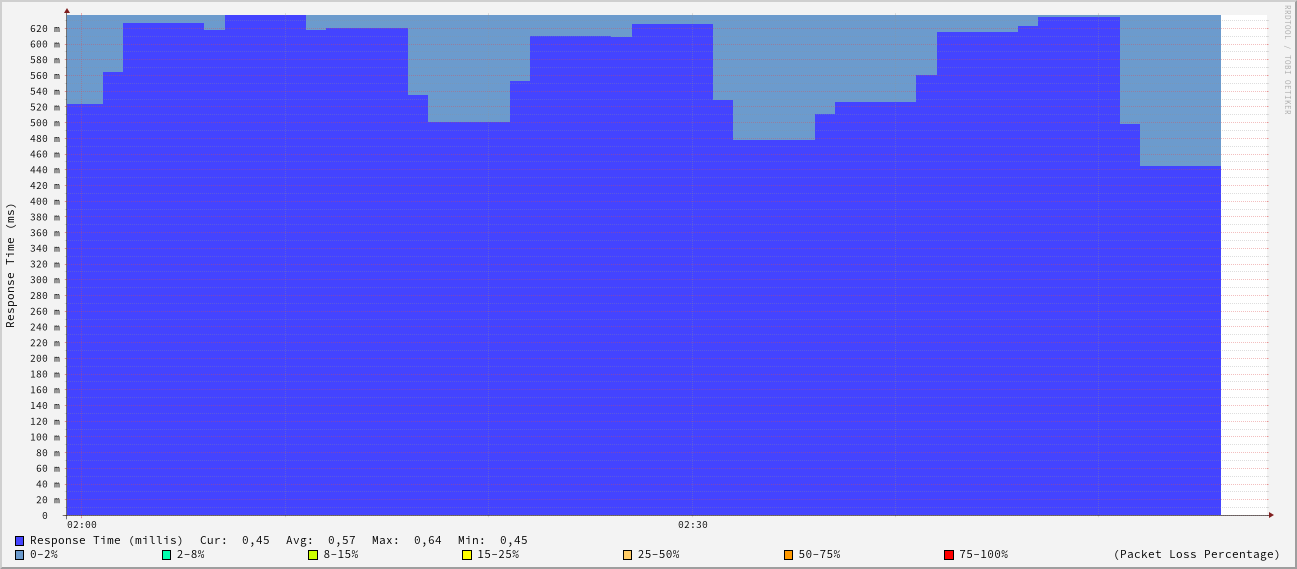 RRDTOOL / TOBI OETIKER
Response Time (ms)
620 m
600 m
580 m
560 m
540 m
520 m
500 m
480 m
460 m
440 m
420 m
400 m
380 m
360 m
340 m
320 m
300 m
280 m
260 m
240 m
220 m
200 m
180 m
160 m
140 m
120 m
100 m
80 m
60 m
40 m
20 m
0
02:00 02:30
Response Time (millis) Cur: 0,45 Avg: 0,57 Max: 0,64 Min: 0,45
0-2% 2-8% 8-15% 15-25% 25-50% 50-75% 75-100% (Packet Loss Percentage)